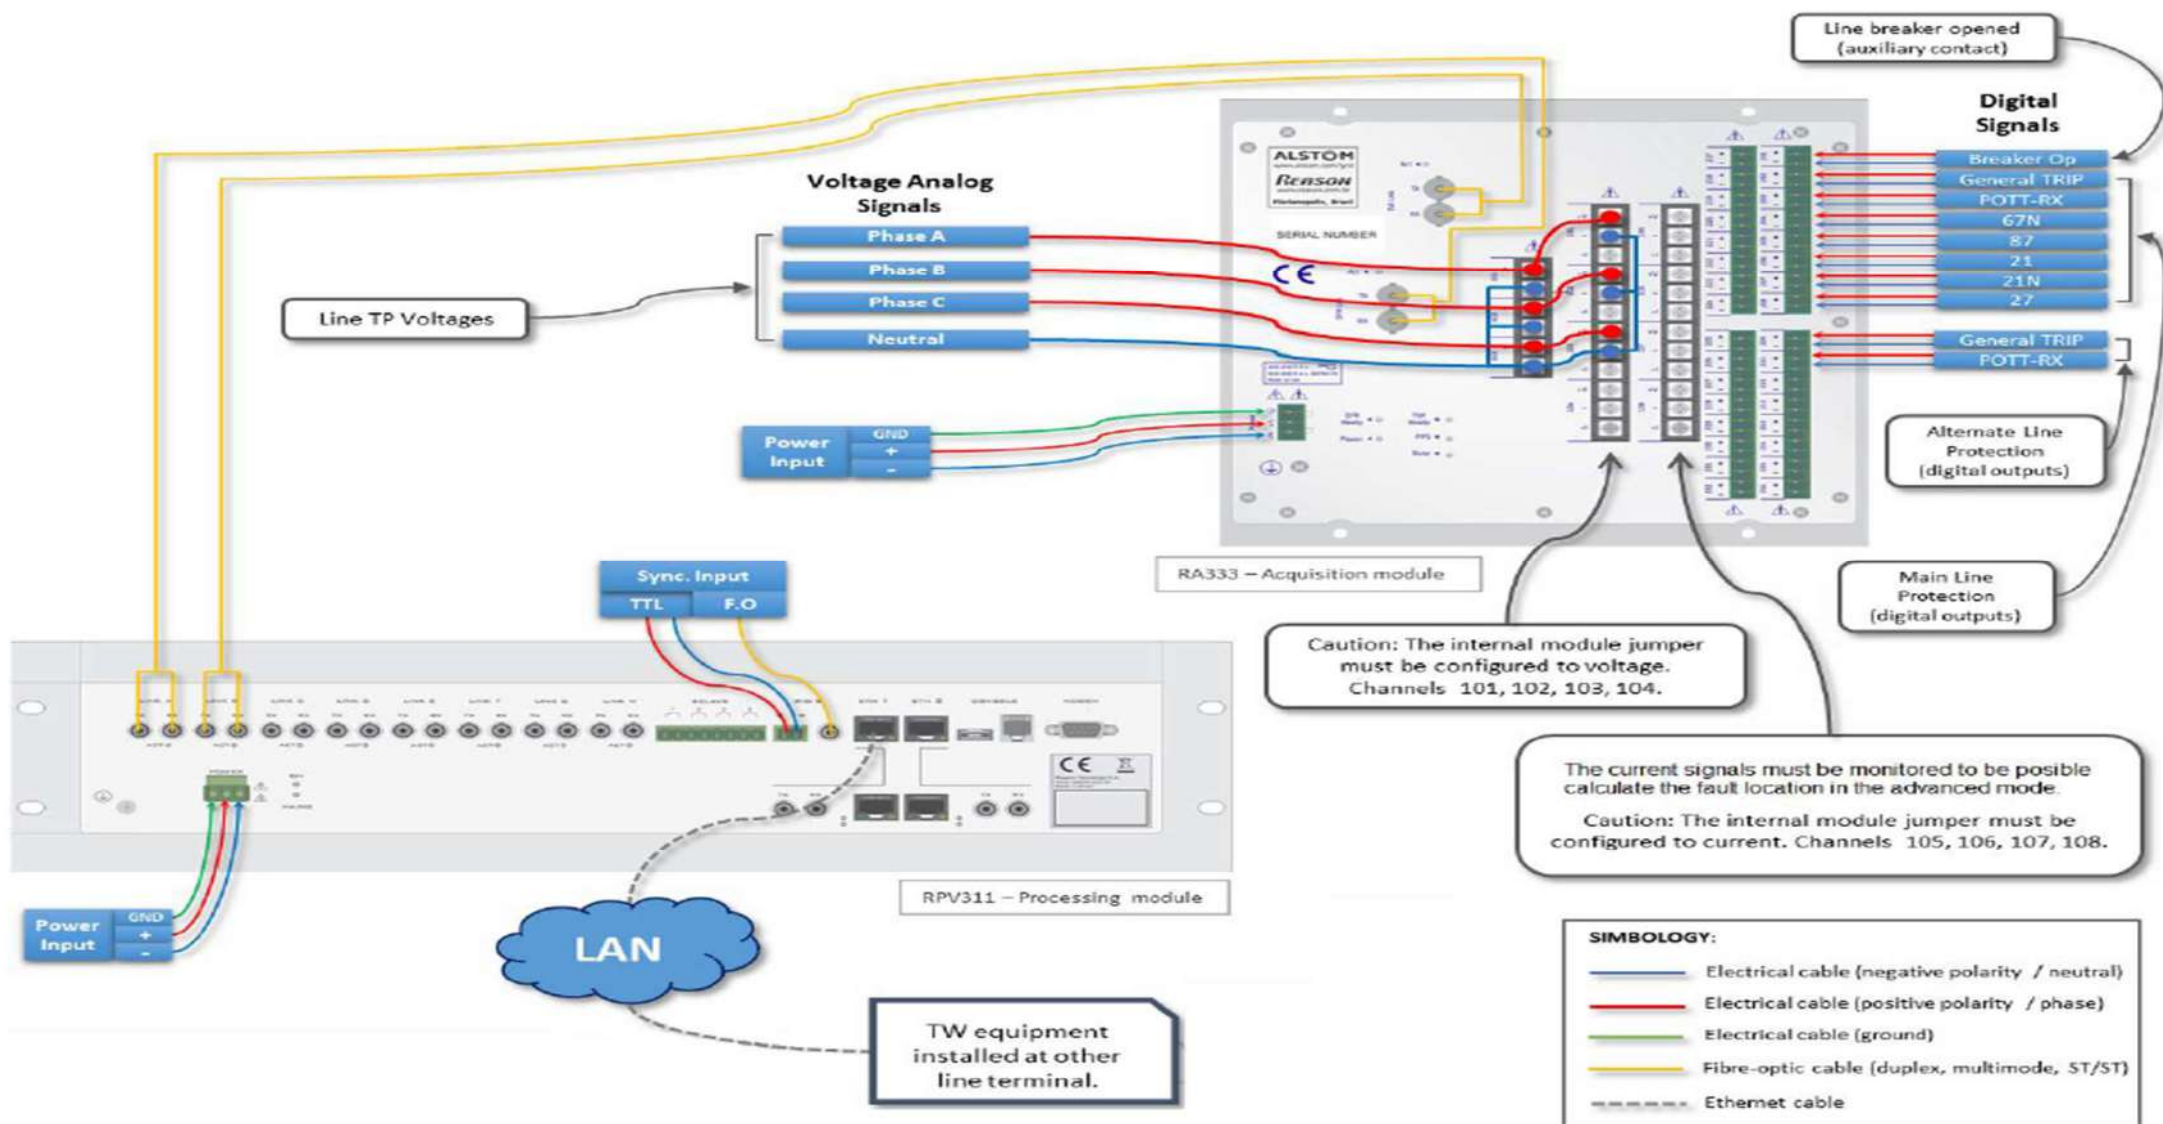 Line breaker opened
(auxiliary contact)
Digital
Signals
Breaker Op
General TRIP
POTT-RX
67N
87
21
21N
27
General TRIP
POTT-RX
Alternate Line
Protection
(digital outputs)
Main Line
Protection
(digital outputs)
ALSTOM
REASON
Florianopolis, Brazil
SERIAL NUMBER
CE
Voltage Analog
Signals
Phase A
Phase B
Phase C
Neutral
Line TP Voltages
Power
Input
GND
+
-
RA333 – Acquisition module
Sync. Input
TTL
F.O
Caution: The internal module jumper
must be configured to voltage.
Channels 101, 102, 103, 104.
The current signals must be monitored to be posible
calculate the fault location in the advanced mode.
Caution: The internal module jumper must be
configured to current. Channels 105, 106, 107, 108.
CE
POWER
RPV311 – Processing module
Power
Input
GND
+
-
LAN
TW equipment
installed at other
line terminal.
SIMBOLOGY:
Electrical cable (negative polarity / neutral)
Electrical cable (positive polarity / phase)
Electrical cable (ground)
Fibre-optic cable (duplex, multimode, ST/ST)
Ethernet cable